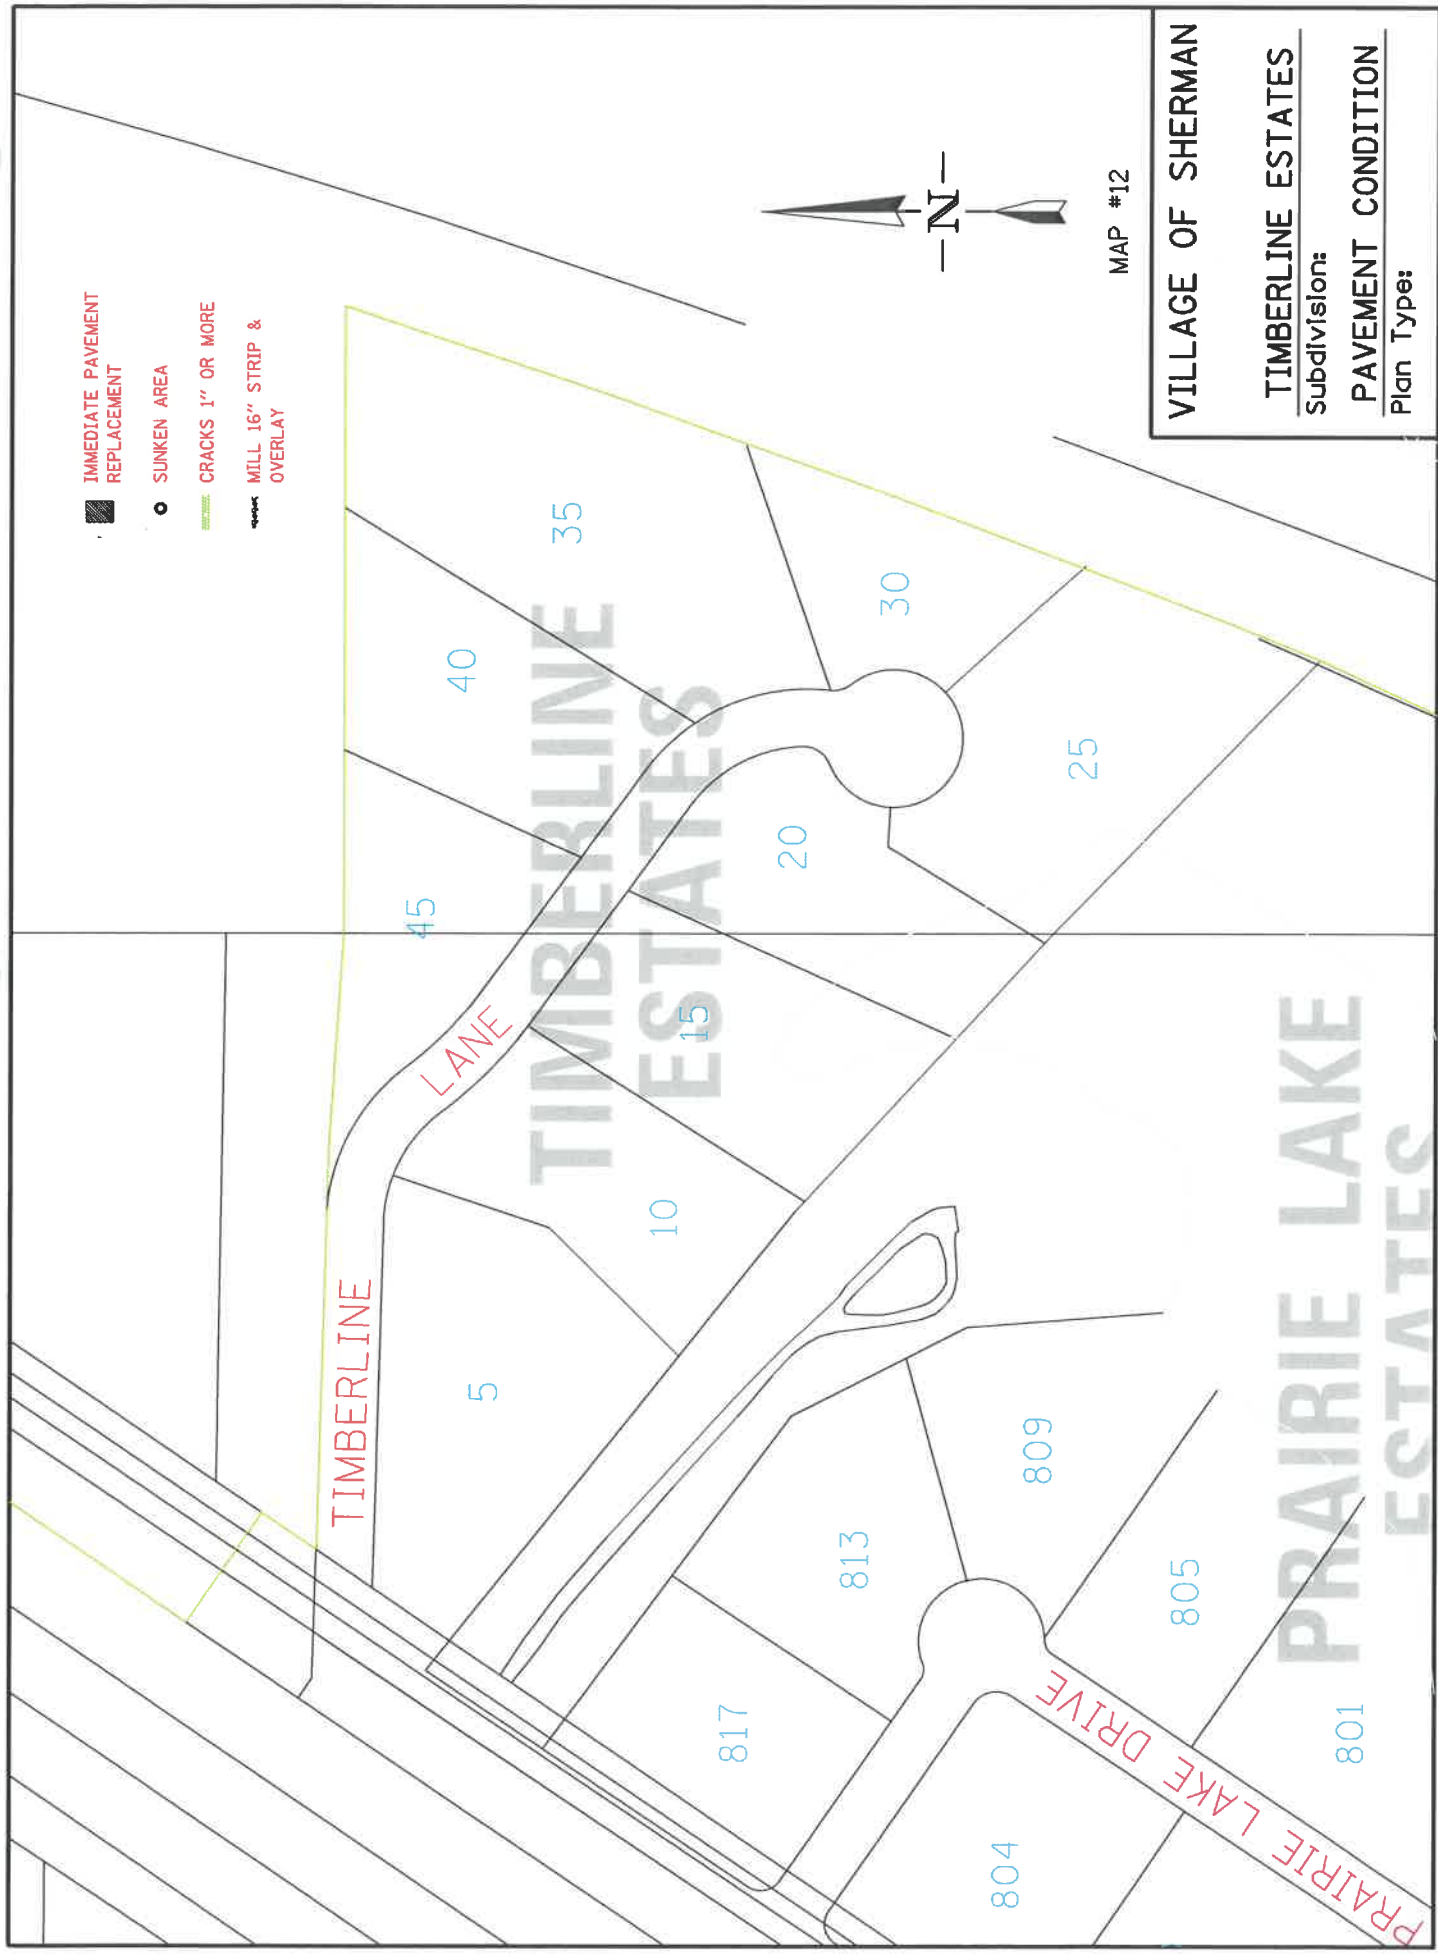 IMMEDIATE PAVEMENT
REPLACEMENT
SUNKEN AREA
CRACKS 1" OR MORE
MILL 16" STRIP &
OVERLAY
TIMBERLINE
LANE
45
40
35
30
25
20
15
10
5
TIMBERLINE
ESTATES
817
813
809
805
801
804
PRAIRIE LAKE DRIVE
PRAIRIE LAKE
ESTATES
-N-
MAP #12
VILLAGE OF SHERMAN
TIMBERLINE ESTATES
Subdivision:
PAVEMENT CONDITION
Plan Type: